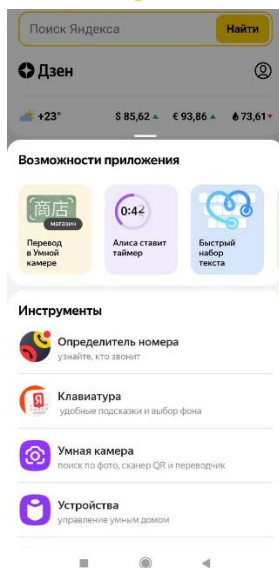 Поиск Яндекса
Найти
Дзен
+23° $ 85,62 € 93,86 73,61
Возможности приложения
商店
магазин
0:42
Перевод
в Умной
камере
Алиса ставит
таймер
Быстрый
набор
текста
Инструменты
Определитель номера
узнайте, кто звонит
Я
Клавиатура
удобные подсказки и выбор фона
Умная камера
поиск по фото, сканер QR и переводчик
Устройства
управление умным домом